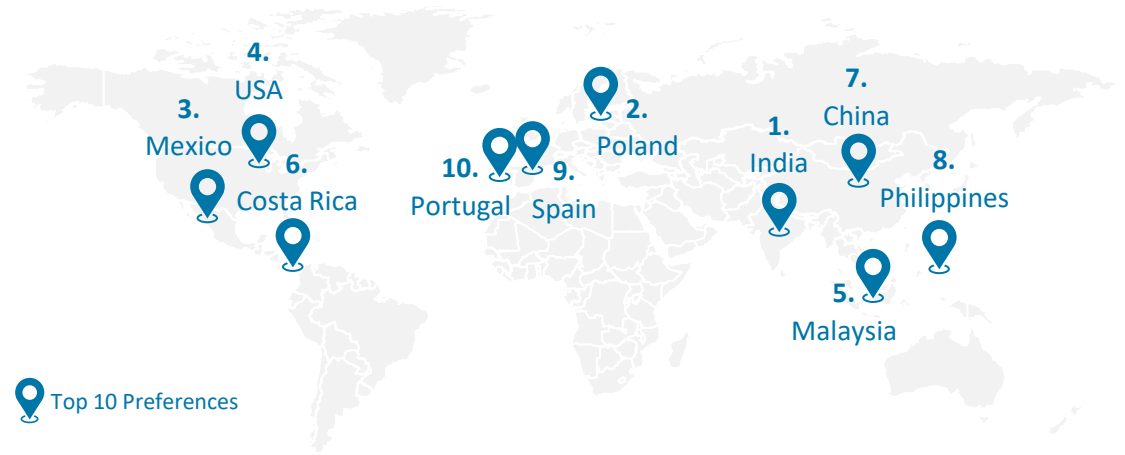 4.
USA
3.
Mexico
6.
Costa Rica
10.
Portugal
9.
Spain
2.
Poland
1.
India
7.
China
8.
Philippines
5.
Malaysia
Top 10 Preferences